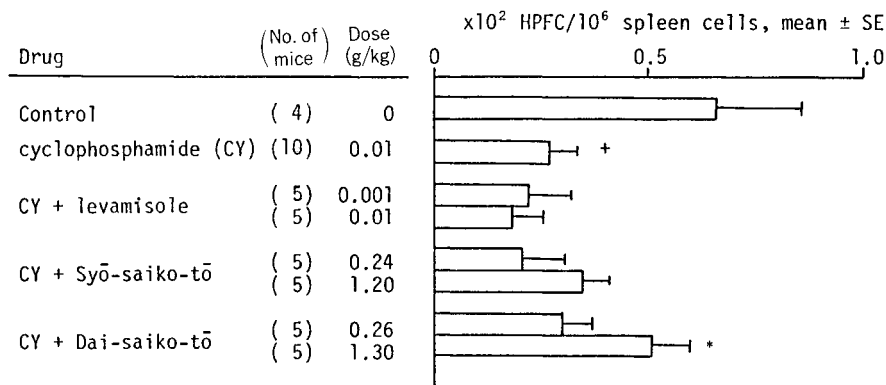 x10² HPFC/10⁶ spleen cells, mean ± SE
Drug (No. of mice) Dose (g/kg) 0 0.5 1.0
Control ( 4) 0
cyclophosphamide (CY) (10) 0.01 +
CY + levamisole ( 5) 0.001
( 5) 0.01
CY + Syō-saiko-tō ( 5) 0.24
( 5) 1.20
CY + Dai-saiko-tō ( 5) 0.26
( 5) 1.30 *